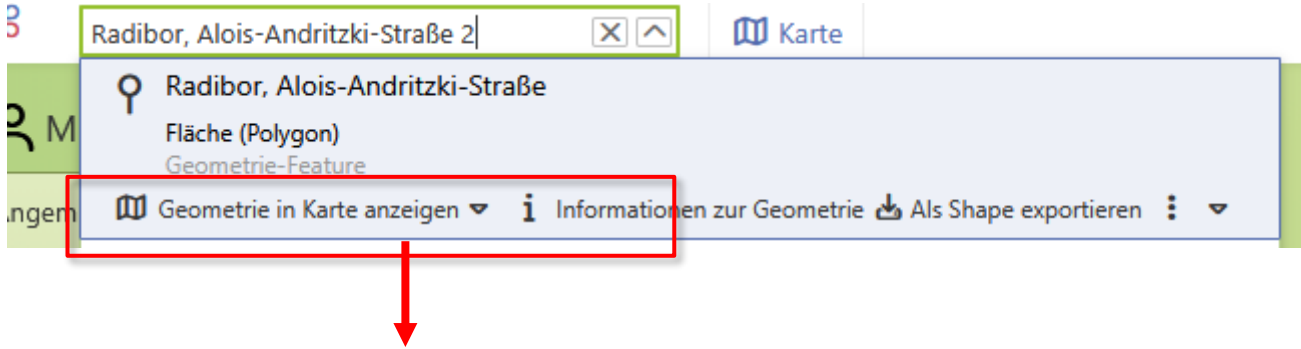 Radibor, Alois-Andritzki-Straße 2 Karte
Radibor, Alois-Andritzki-Straße
M
Fläche (Polygon)
Geometrie-Feature
Angem Geometrie in Karte anzeigen Informationen zur Geometrie Als Shape exportieren